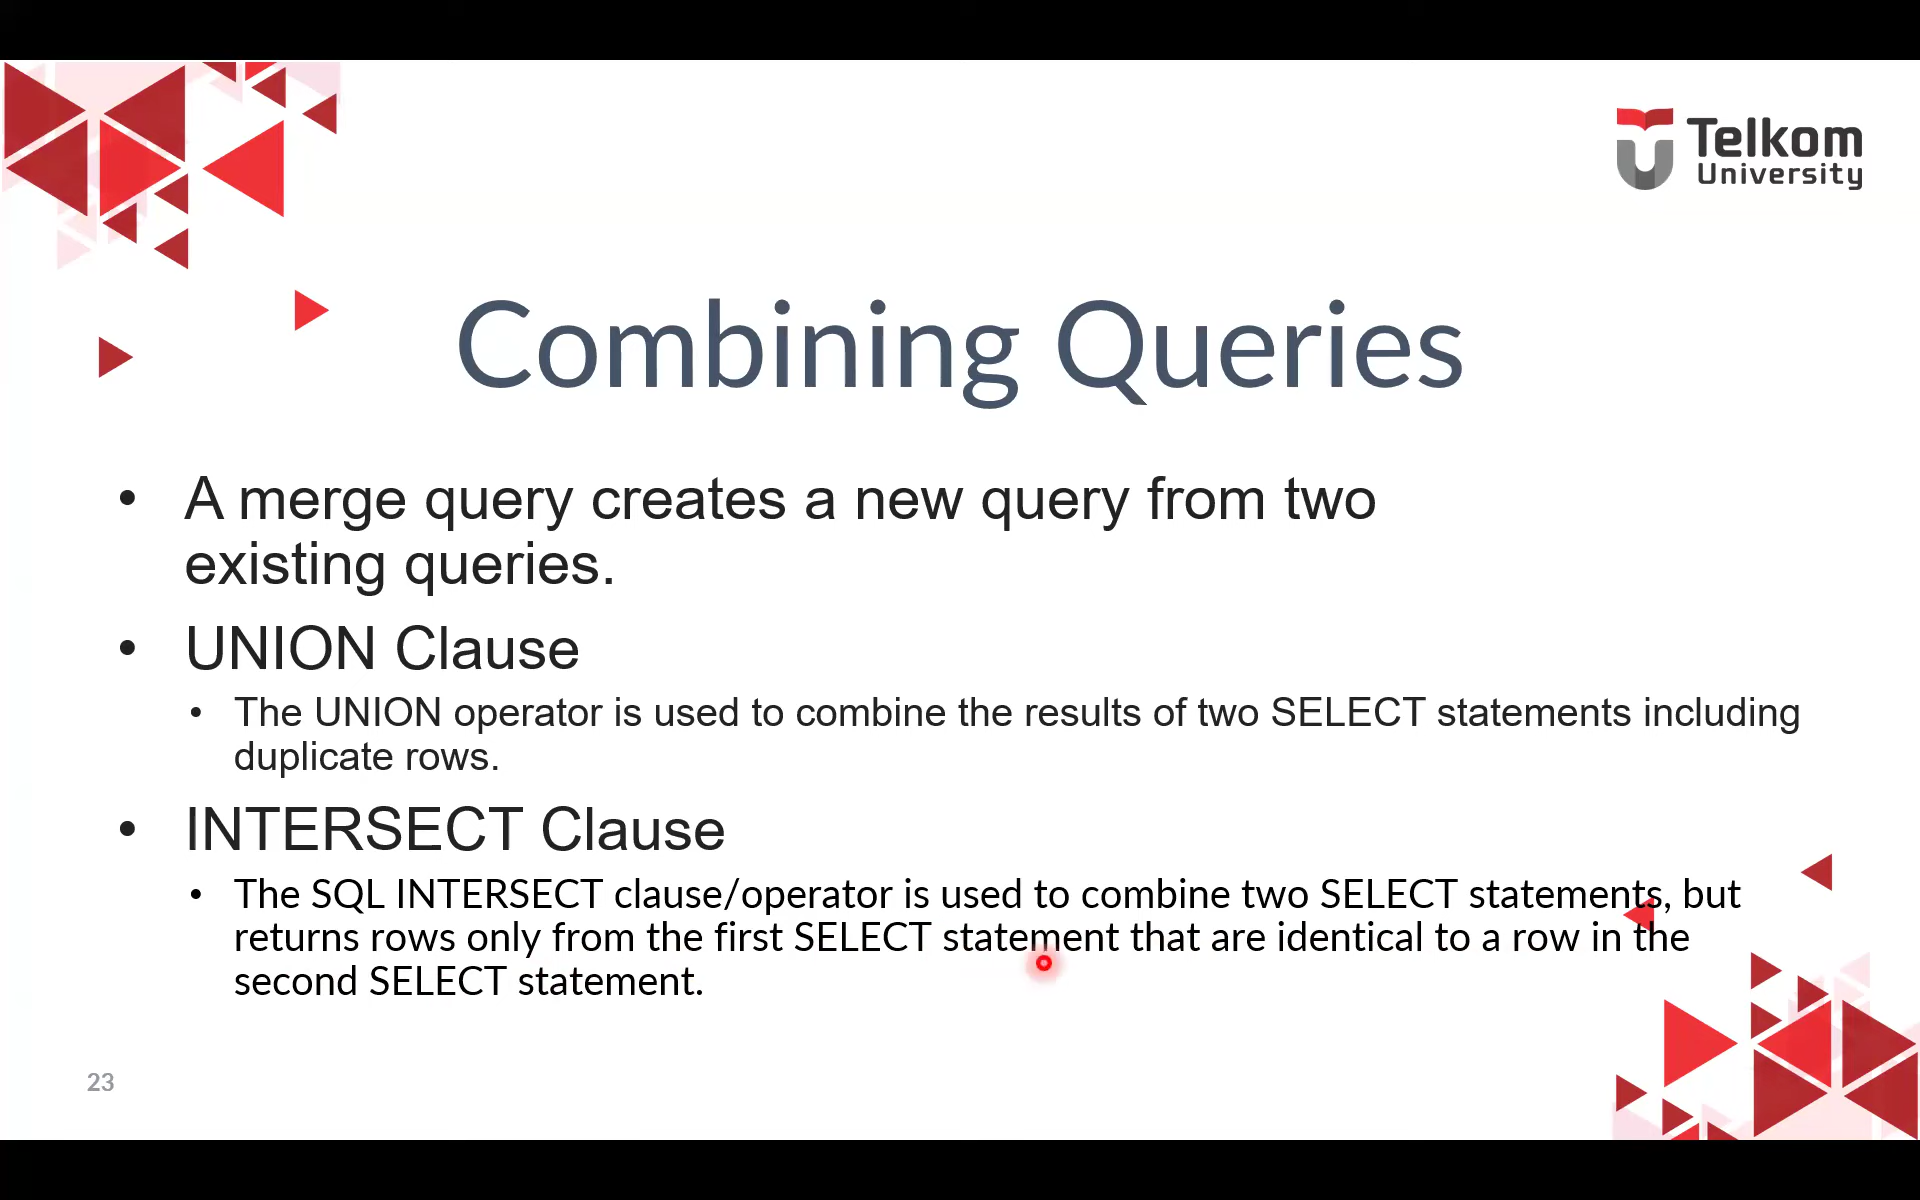 Telkom
University
Combining Queries
• A merge query creates a new query from two
existing queries.
• UNION Clause
• The UNION operator is used to combine the results of two SELECT statements including
duplicate rows.
• INTERSECT Clause
• The SQL INTERSECT clause/operator is used to combine two SELECT statements, but
returns rows only from the first SELECT statement that are identical to a row in the
second SELECT statement.
23